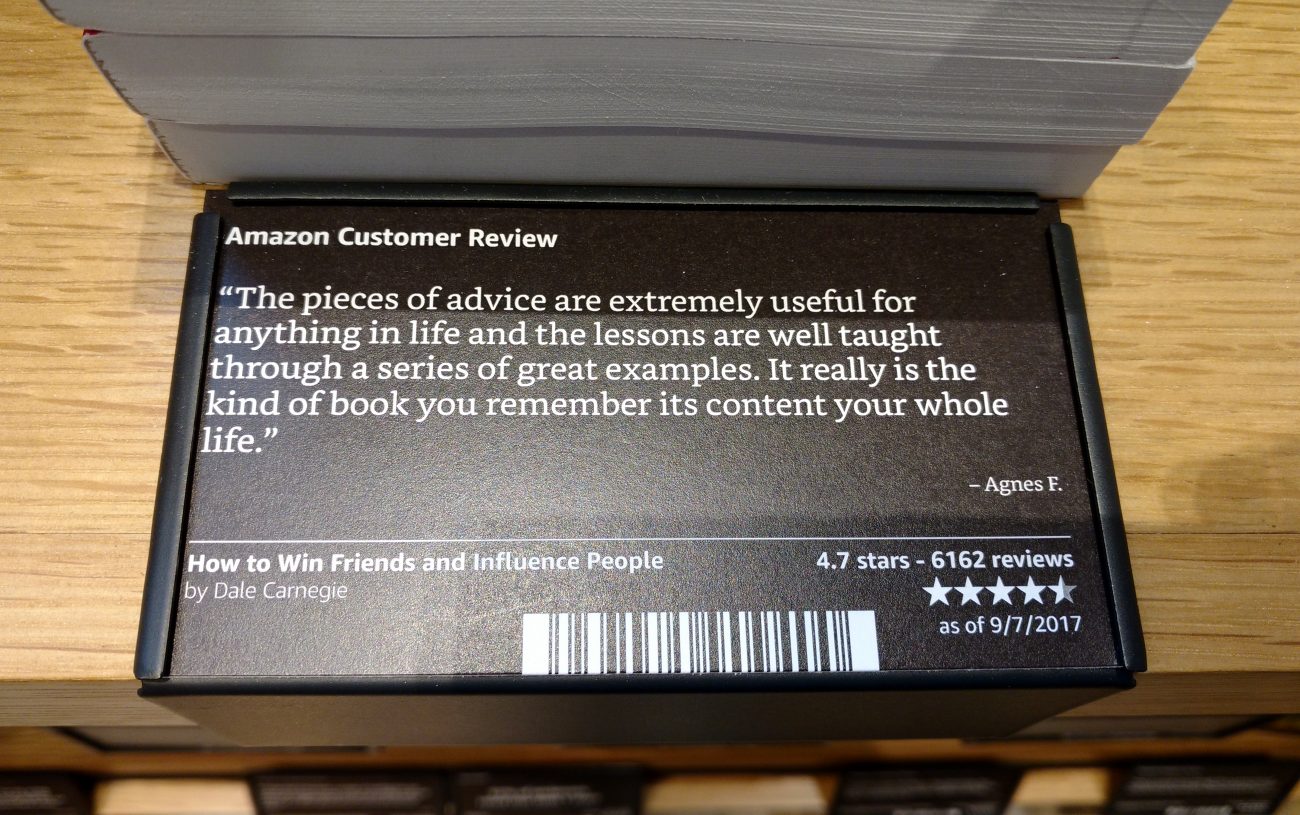 Amazon Customer Review
“The pieces of advice are extremely useful for
anything in life and the lessons are well taught
through a series of great examples. It really is the
kind of book you remember its content your whole
life.”
– Agnes F.
How to Win Friends and Influence People
4.7 stars - 6162 reviews
by Dale Carnegie
as of 9/7/2017